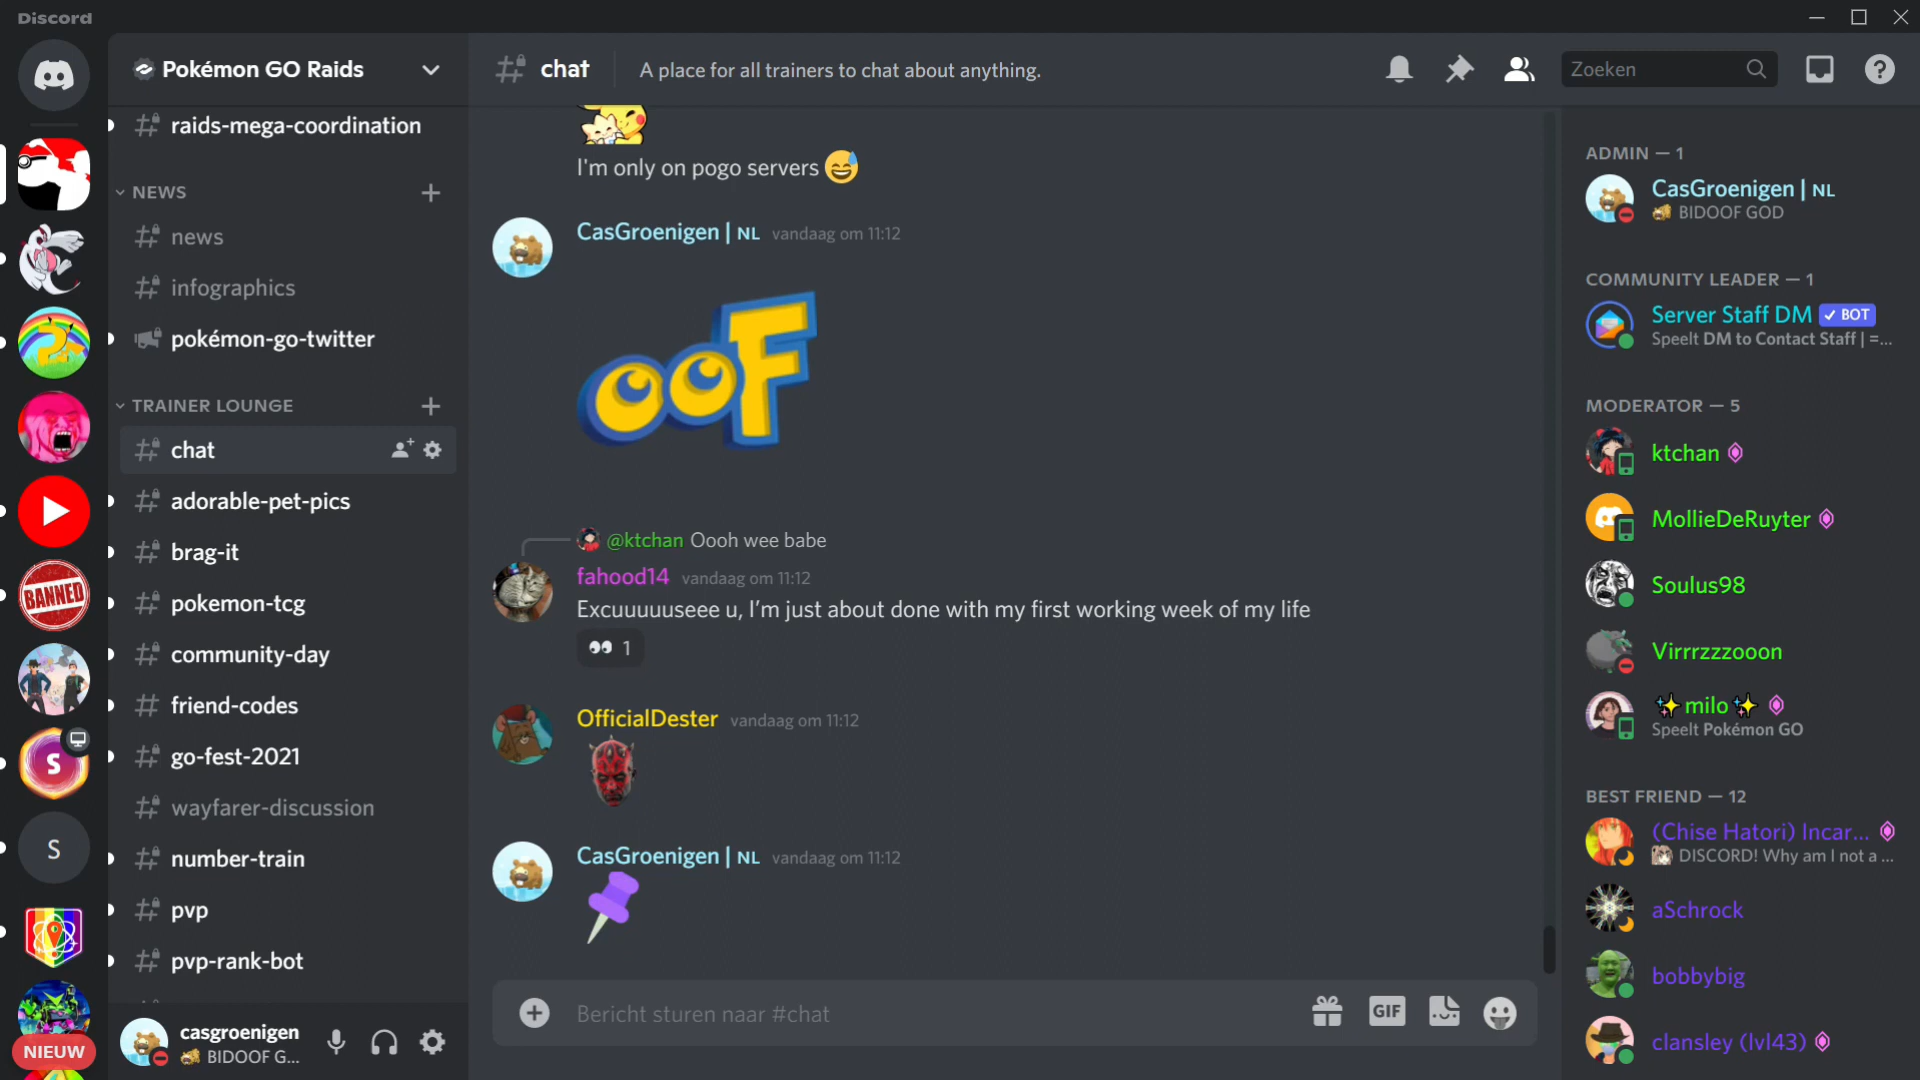 Discord
Pokémon GO Raids
raids-mega-coordination
NEWS
news
infographics
pokémon-go-twitter
TRAINER LOUNGE
chat
adorable-pet-pics
brag-it
pokemon-tcg
community-day
friend-codes
go-fest-2021
wayfarer-discussion
number-train
pvp
pvp-rank-bot
BANNED
S
S
NIEUW
casgroenigen
BIDOOF G...
chat
A place for all trainers to chat about anything.
Zoeken
I'm only on pogo servers
CasGroenigen | NL vandaag om 11:12
OOF
@ktchan Oooh wee babe
fahood14 vandaag om 11:12
Excuuuuuseee u, I'm just about done with my first working week of my life
1
OfficialDester vandaag om 11:12
CasGroenigen | NL vandaag om 11:12
Bericht sturen naar #chat
GIF
ADMIN — 1
CasGroenigen | NL
BIDOOF GOD
COMMUNITY LEADER — 1
Server Staff DM ✓ BOT
Speelt DM to Contact Staff | =...
MODERATOR — 5
ktchan
MollieDeRuyter
Soulus98
Virrrzzzooon
✨milo✨
Speelt Pokémon GO
BEST FRIEND — 12
(Chise Hatori) Incar...
DISCORD! Why am I not a ...
aSchrock
bobbybig
clansley (lvl43)